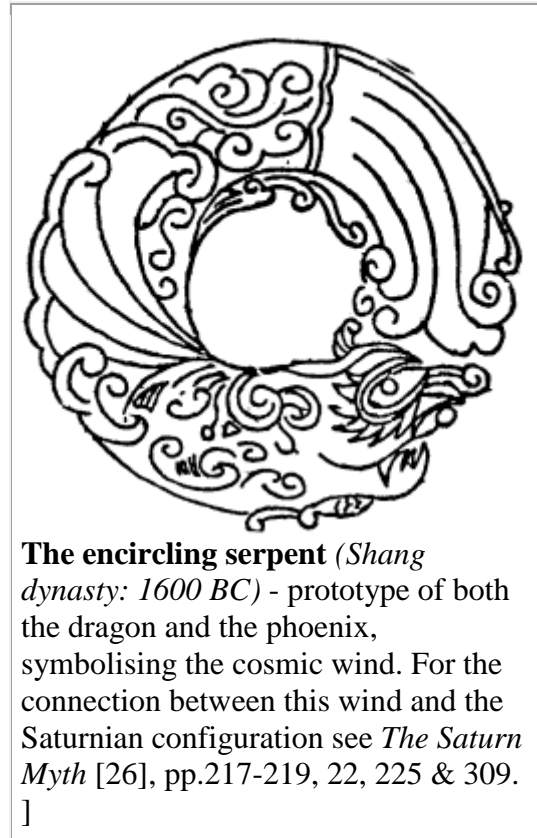 The encircling serpent (Shang
dynasty: 1600 BC) - prototype of both
the dragon and the phoenix,
symbolising the cosmic wind. For the
connection between this wind and the
Saturnian configuration see The Saturn
Myth [26], pp.217-219, 22, 225 & 309.
]